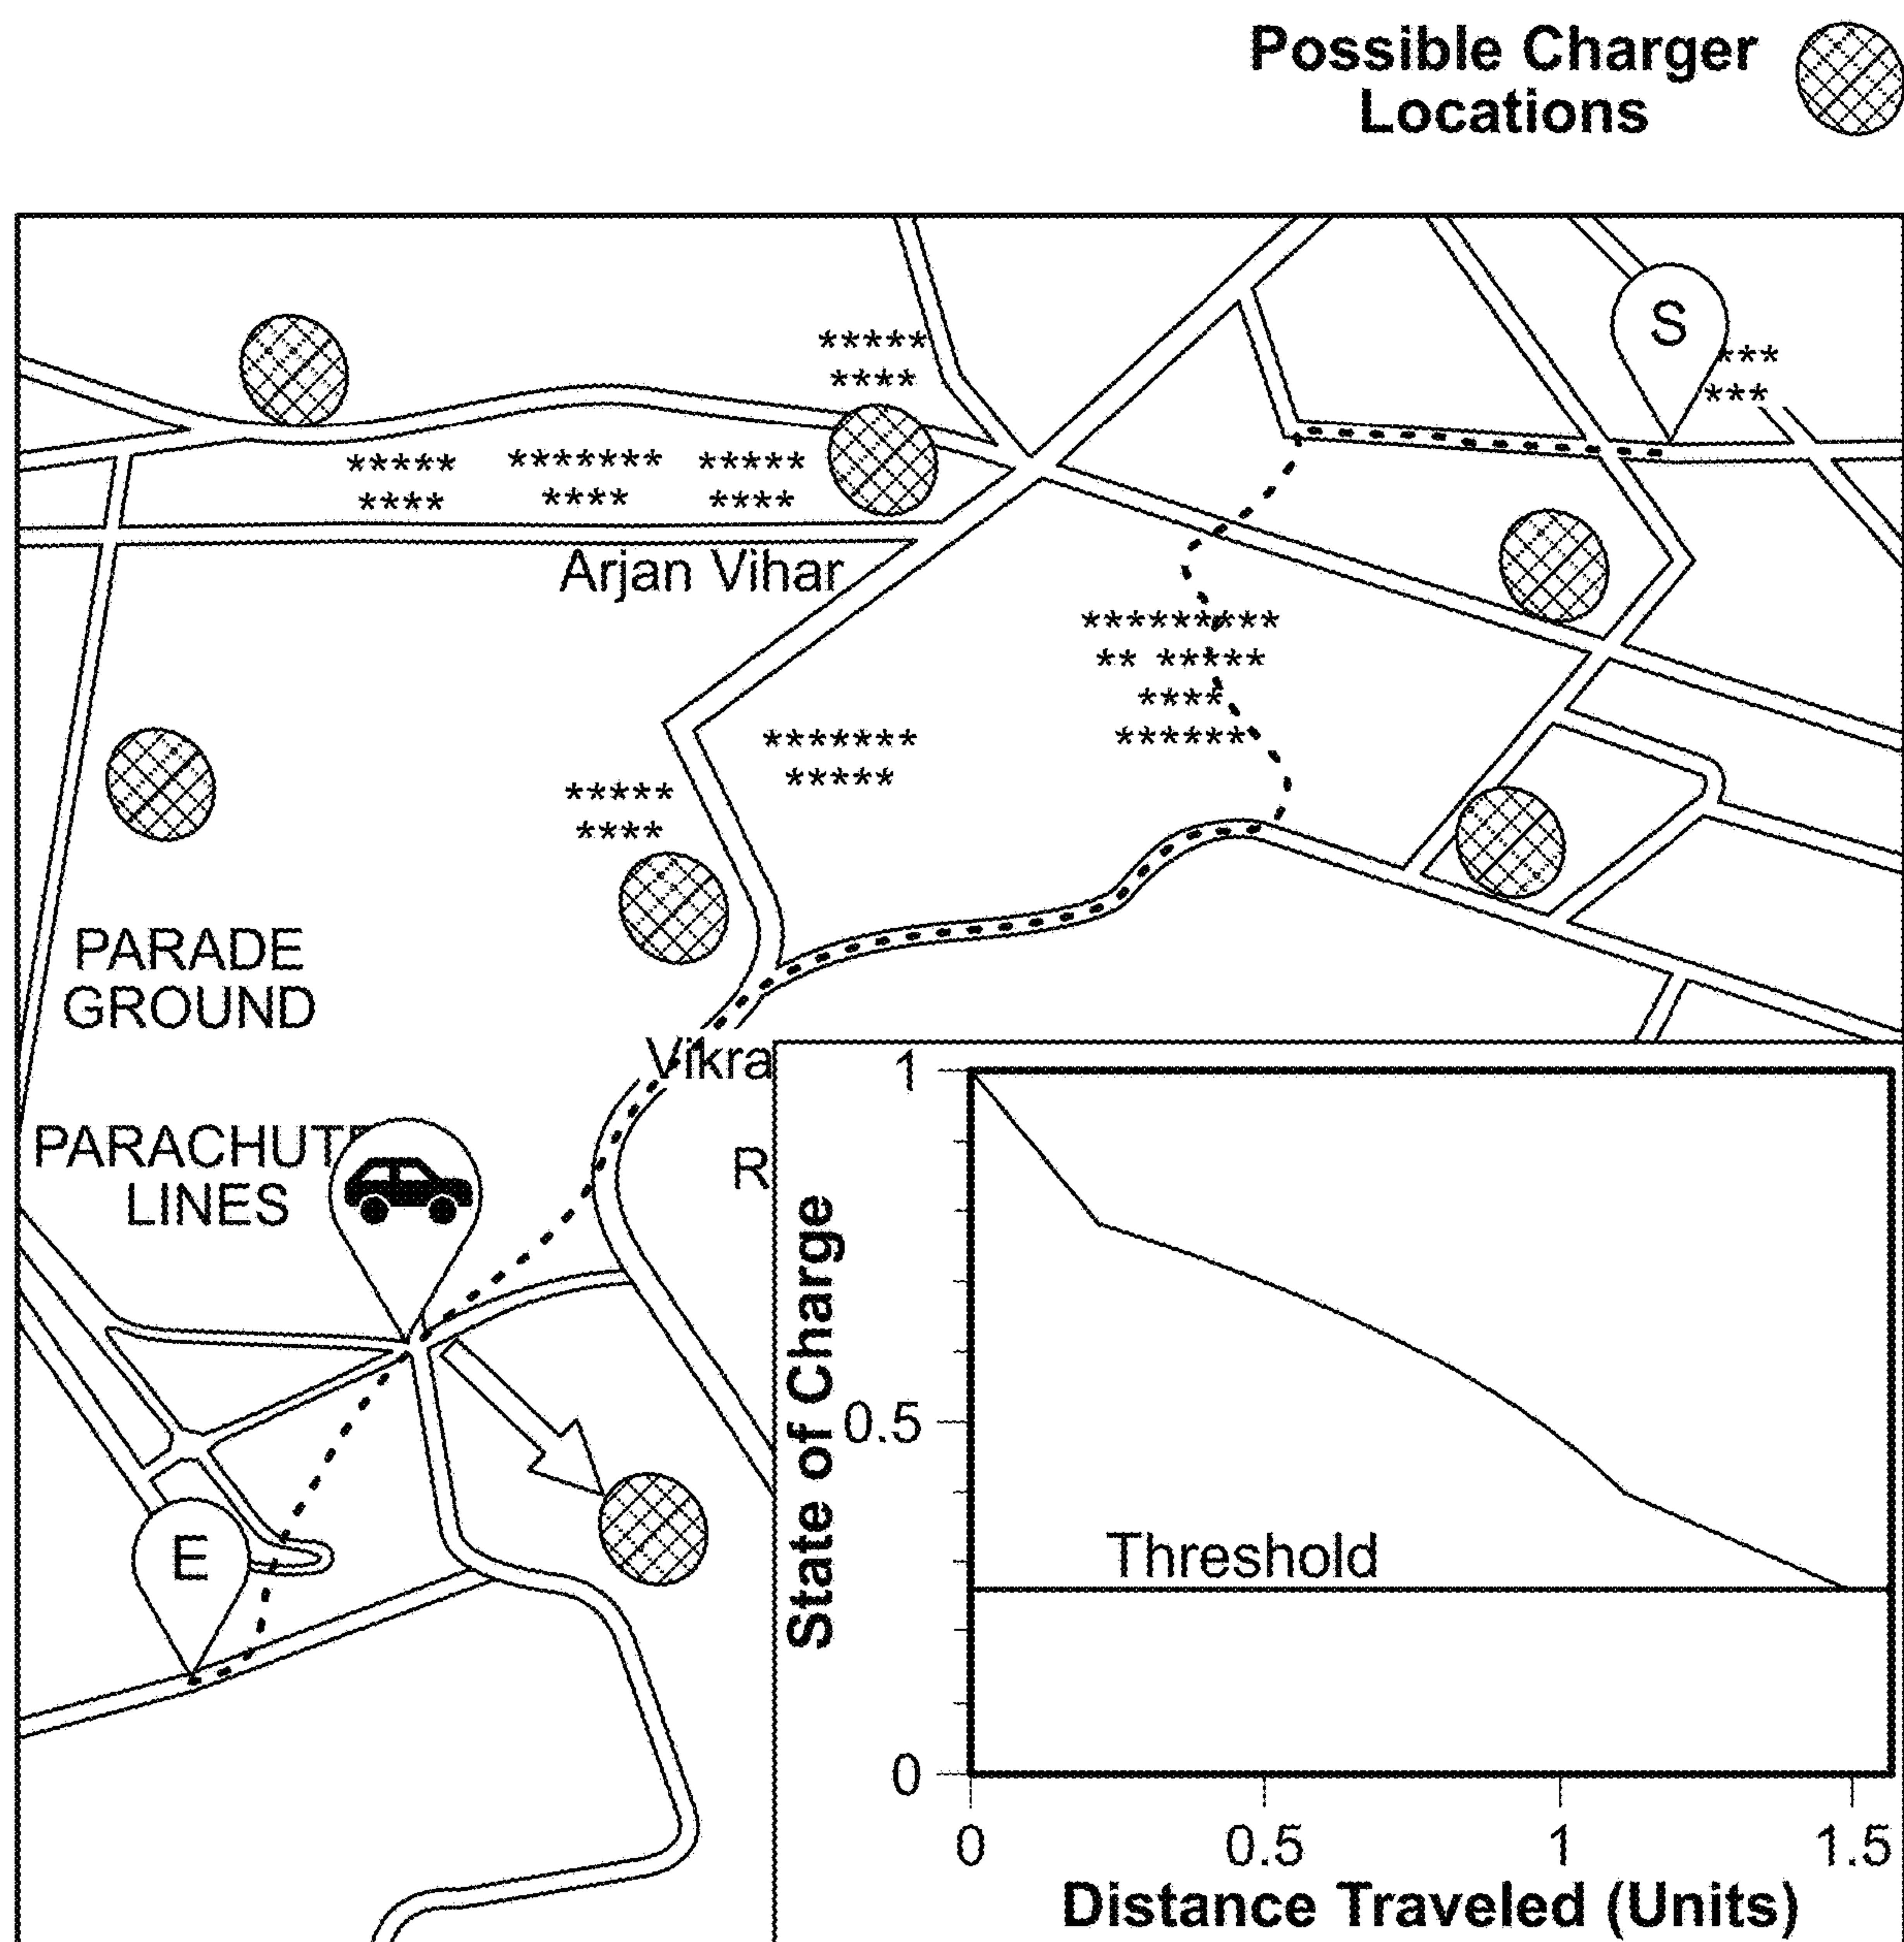 Possible Charger
Locations
S
*****
****
***
***
***** ******* *****
**** **** ****
Arjan Vihar
*********
** *****
****
******
*******
*****
*****
****
PARADE
GROUND
Vikra
PARACHUTE
LINES
R
E
1
0.5
0
State of Charge
Threshold
0 0.5 1 1.5
Distance Traveled (Units)